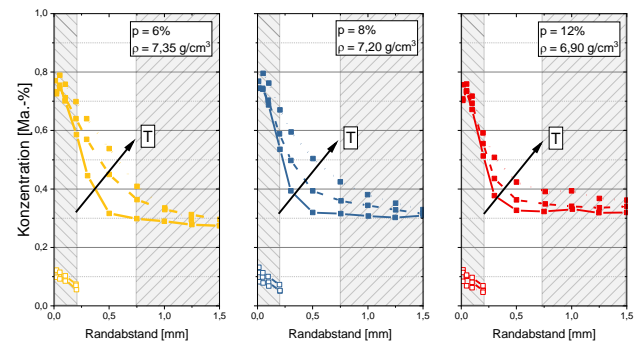 p = 6%
ρ = 7,35 g/cm³
p = 8%
ρ = 7,20 g/cm³
p = 12%
ρ = 6,90 g/cm³
Konzentration [Ma.-%]
1,0
0,8
0,6
0,4
0,2
0,0
T
T
T
0,0 0,5 1,0 1,5
0,0 0,5 1,0 1,5
0,0 0,5 1,0 1,5
Randabstand [mm]
Randabstand [mm]
Randabstand [mm]